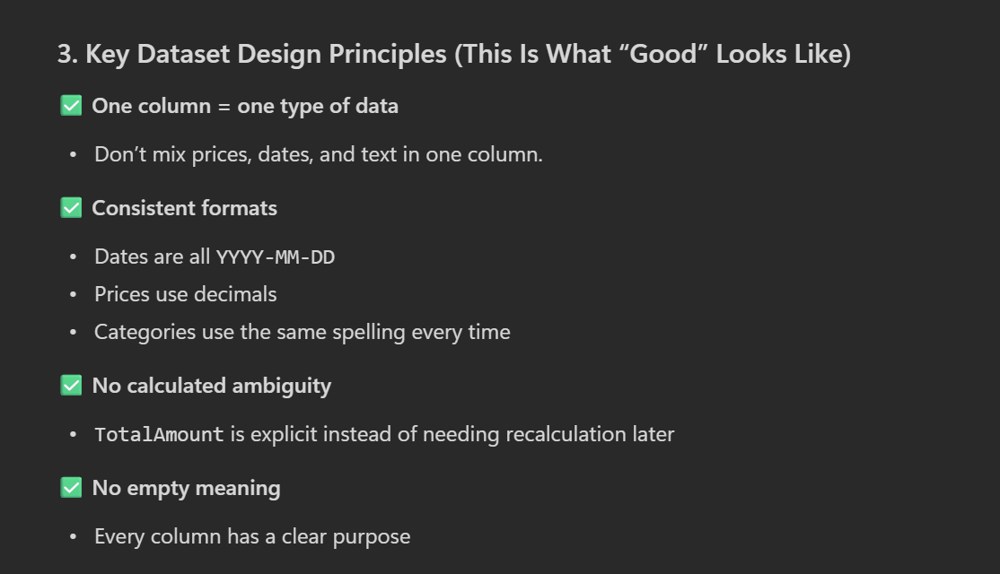 3. Key Dataset Design Principles (This Is What “Good” Looks Like)
✅ One column = one type of data
• Don’t mix prices, dates, and text in one column.
✅ Consistent formats
• Dates are all YYYY-MM-DD
• Prices use decimals
• Categories use the same spelling every time
✅ No calculated ambiguity
• TotalAmount is explicit instead of needing recalculation later
✅ No empty meaning
• Every column has a clear purpose